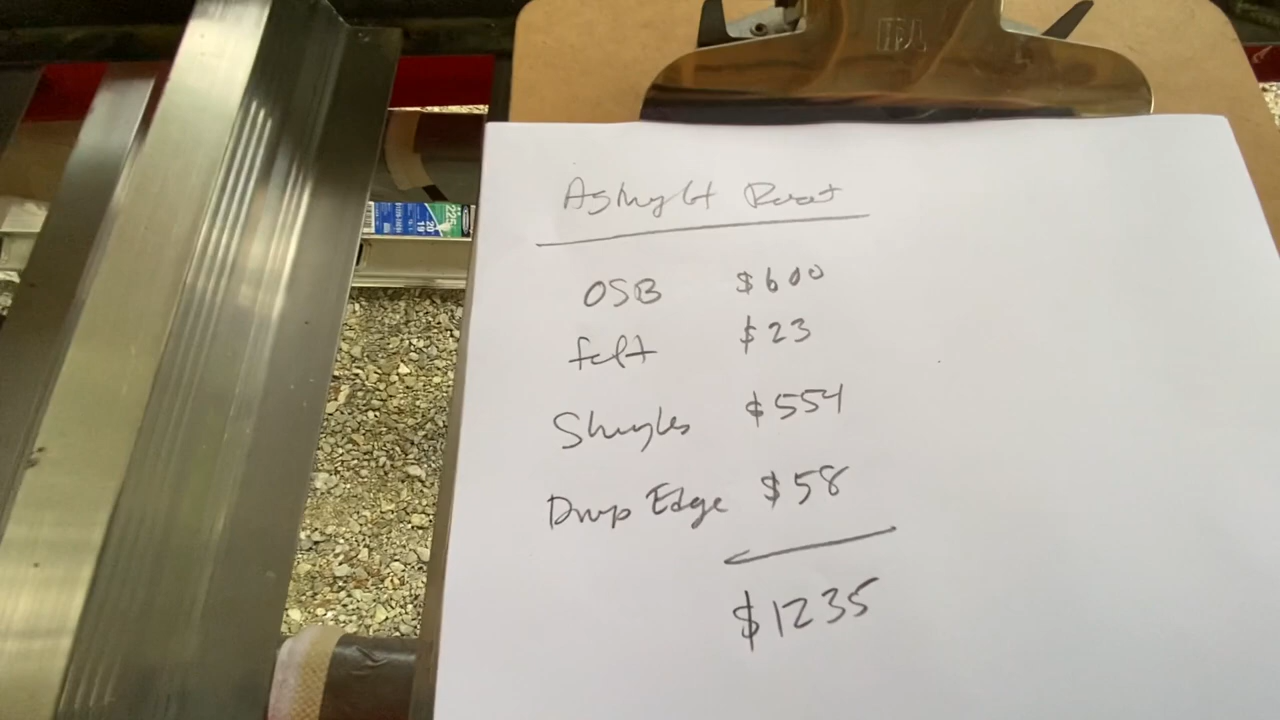 Asphalt Roof
OSB $600
felt $23
Shingles $554
Drip Edge $58
$1235